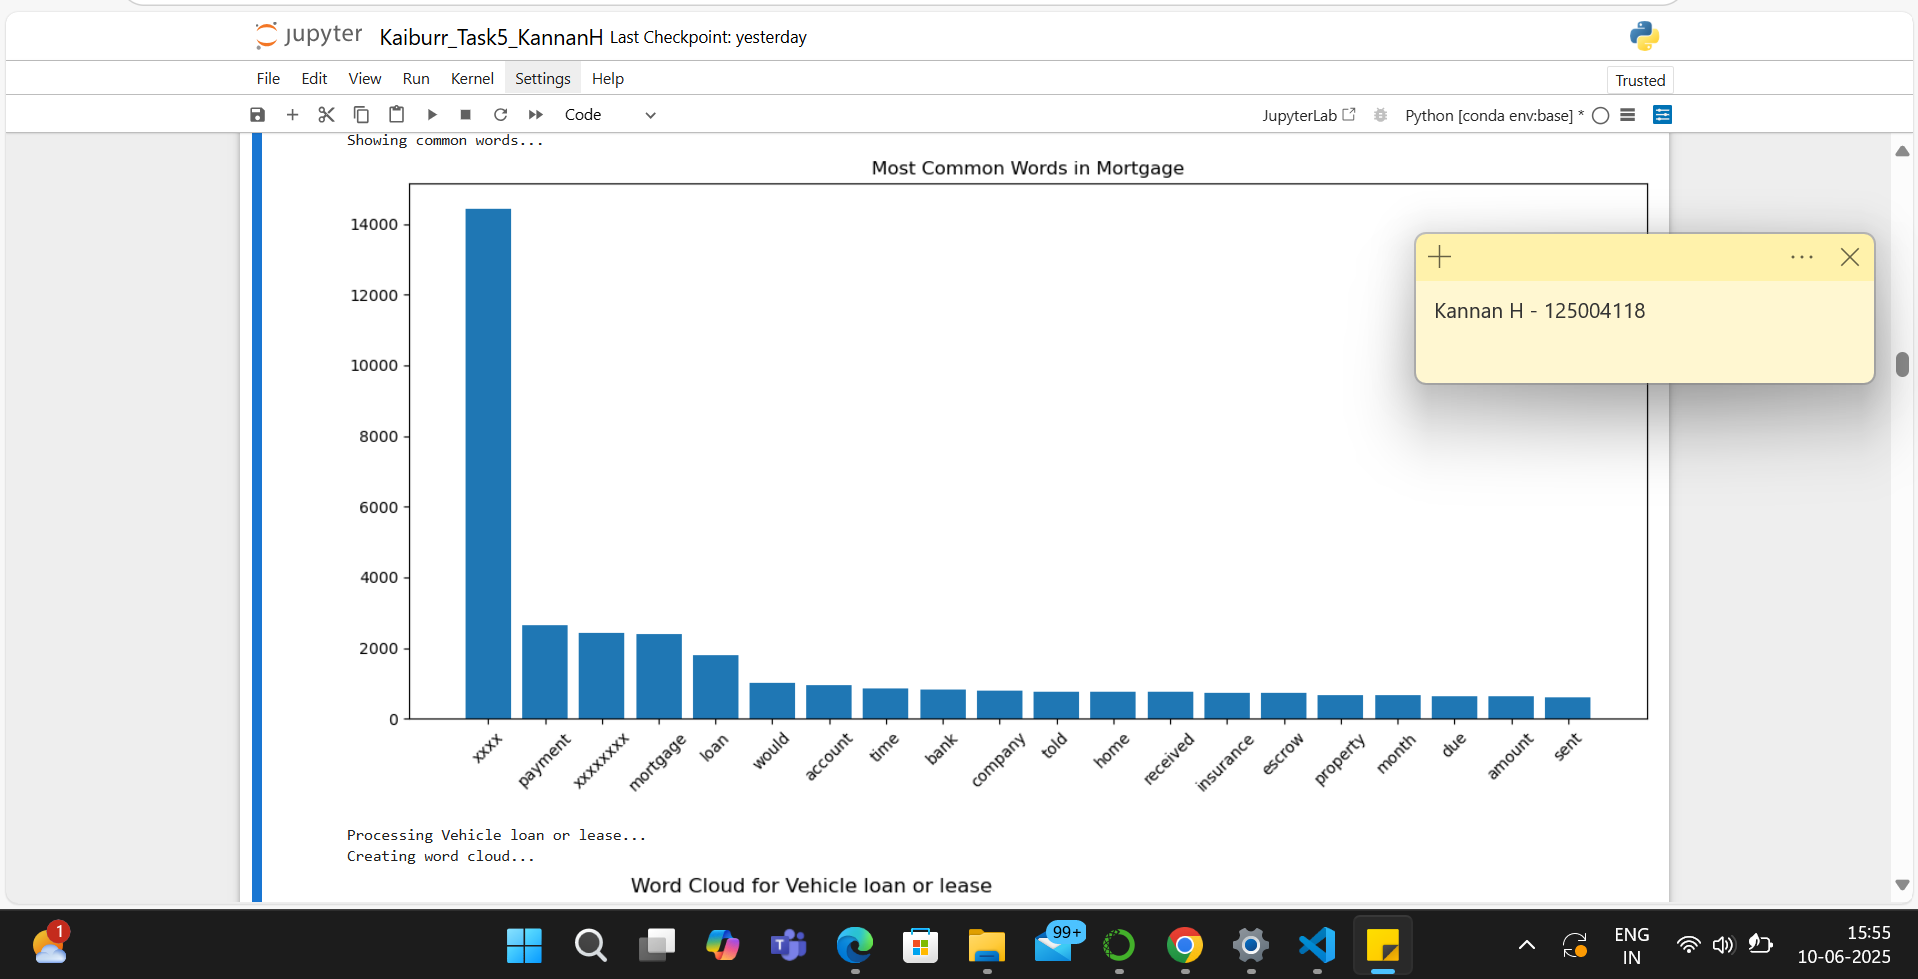 jupyter Kaiburr_Task5_KannanH Last Checkpoint: yesterday
File Edit View Run Kernel Settings Help
Trusted
Code
JupyterLab
Python [conda env:base] *
Showing common words...
Most Common Words in Mortgage
14000
12000
10000
8000
6000
4000
2000
0
xxxx payment xxxxxxxx mortgage loan would account time bank company told home received insurance escrow property month due amount sent
Kannan H - 125004118
Processing Vehicle loan or lease...
Creating word cloud...
Word Cloud for Vehicle loan or lease
1
99+
ENG
IN
15:55
10-06-2025